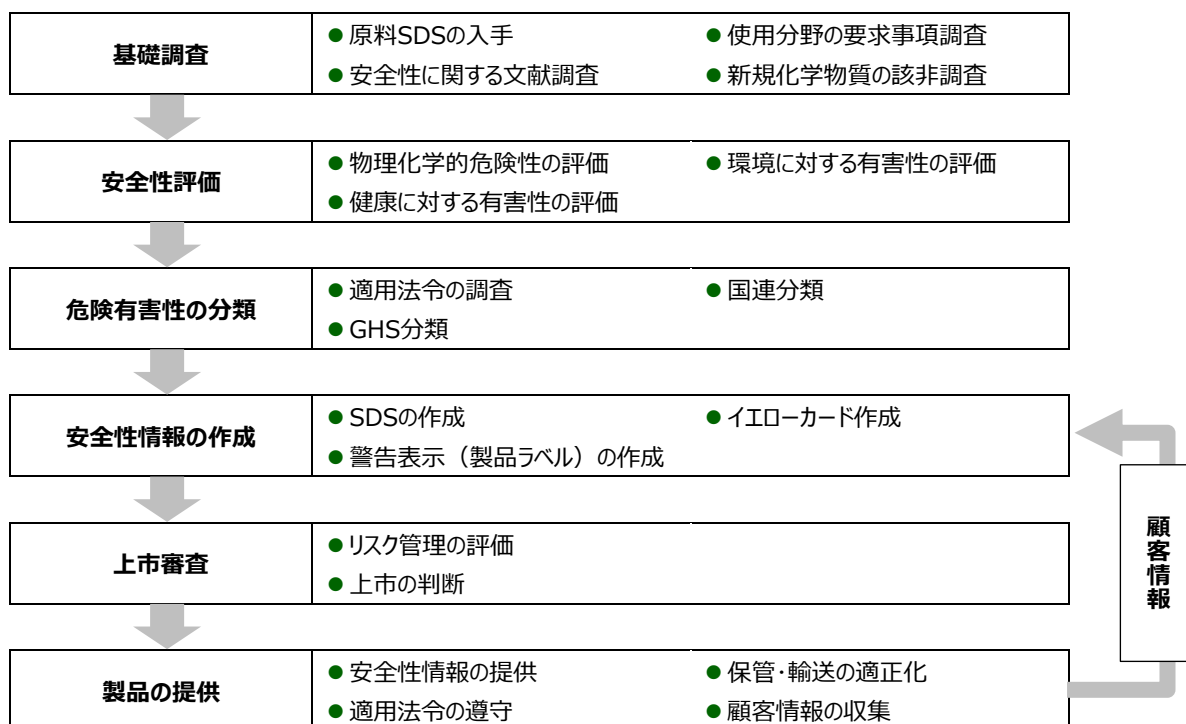 基礎調査
● 原料SDSの入手 ● 使用分野の要求事項調査
● 安全性に関する文献調査 ● 新規化学物質の該非調査
安全性評価
● 物理化学的危険性の評価 ● 環境に対する有害性の評価
● 健康に対する有害性の評価
危険有害性の分類
● 適用法令の調査 ● 国連分類
● GHS分類
安全性情報の作成
● SDSの作成 ● イエローカード作成
● 警告表示（製品ラベル）の作成
上市審査
● リスク管理の評価
● 上市の判断
製品の提供
● 安全性情報の提供 ● 保管・輸送の適正化
● 適用法令の遵守 ● 顧客情報の収集
顧客情報